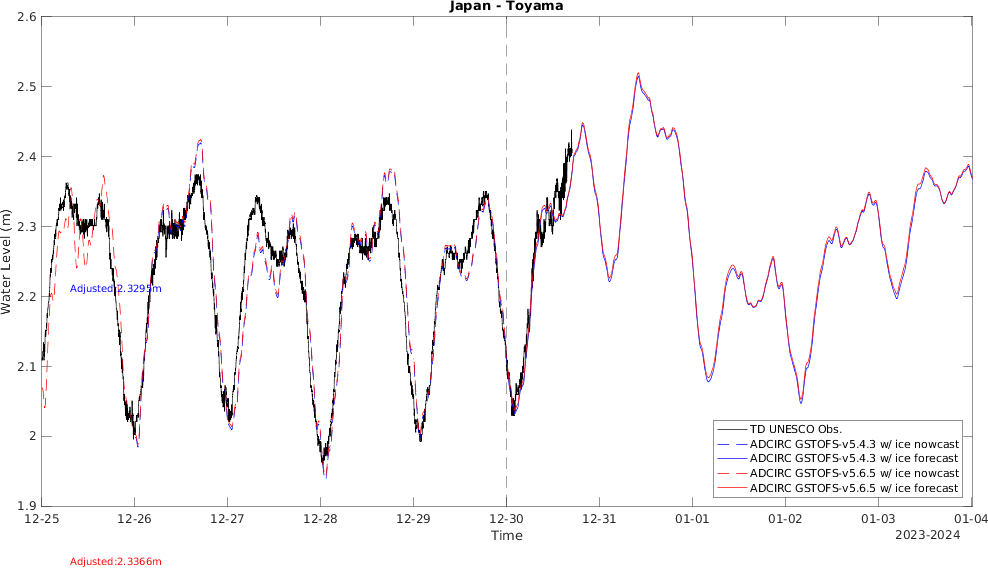 Japan - Toyama
2.6
2.5
2.4
2.3
2.2
2.1
2
1.9
Water Level (m)
Adjusted:2.3295m
TD UNESCO Obs.
ADCIRC GSTOFS-v5.4.3 w/ ice nowcast
ADCIRC GSTOFS-v5.4.3 w/ ice forecast
ADCIRC GSTOFS-v5.6.5 w/ ice nowcast
ADCIRC GSTOFS-v5.6.5 w/ ice forecast
12-25 12-26 12-27 12-28 12-29 12-30 12-31 01-01 01-02 01-03 01-04
Time
2023-2024
Adjusted:2.3366m